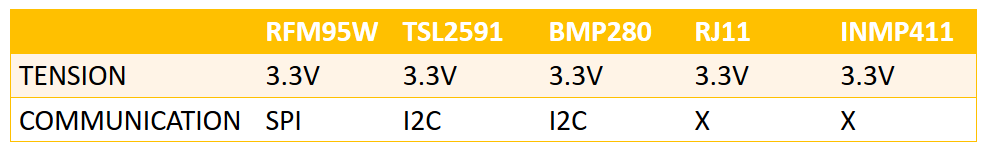 RFM95W TSL2591 BMP280 RJ11 INMP411
TENSION 3.3V 3.3V 3.3V 3.3V 3.3V
COMMUNICATION SPI I2C I2C X X